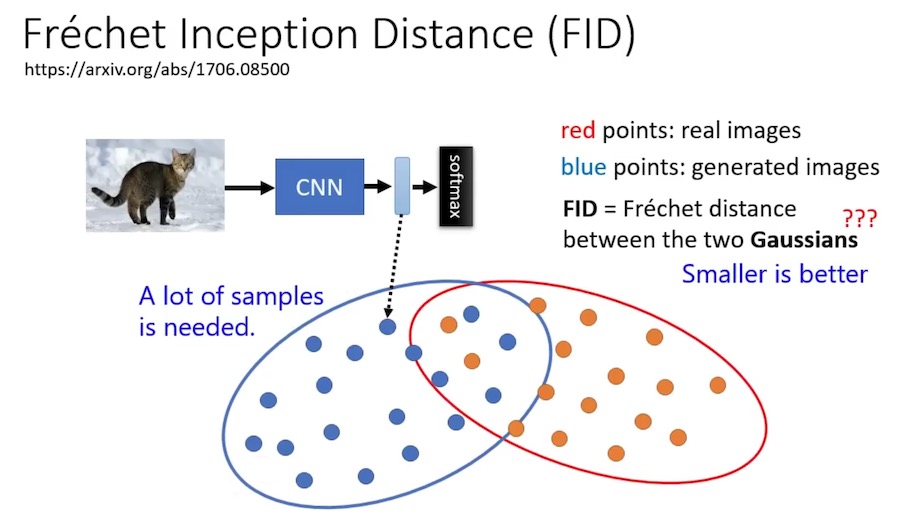 Fréchet Inception Distance (FID)
https://arxiv.org/abs/1706.08500
red points: real images
blue points: generated images
CNN
softmax
FID = Fréchet distance
???
between the two Gaussians
Smaller is better
A lot of samples
is needed.